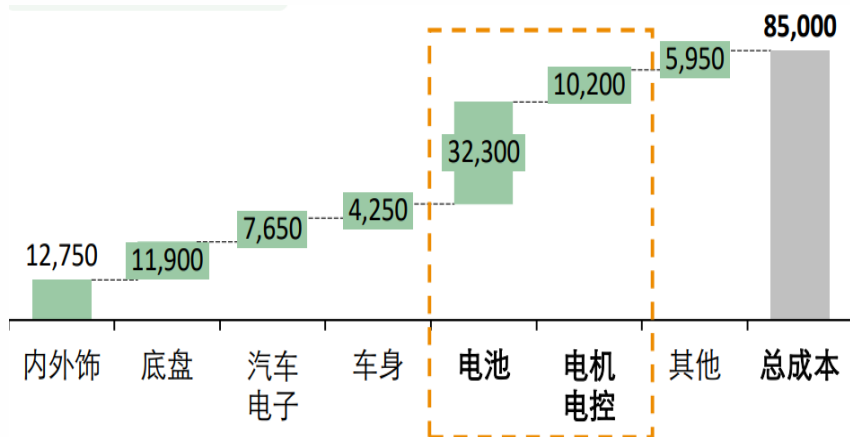 85,000
5,950
10,200
32,300
4,250
7,650
11,900
12,750
内外饰
底盘
汽车
电子
车身
电池
电机
电控
其他
总成本